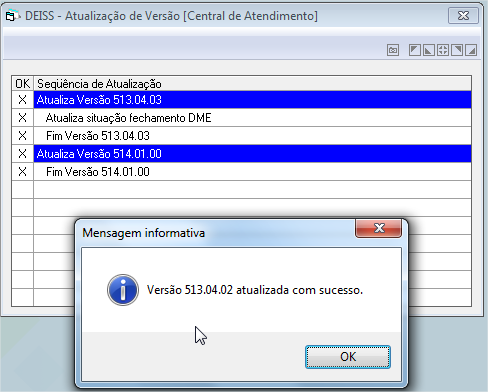 DEISS - Atualização de Versão [Central de Atendimento]
OK Seqüência de Atualização
X Atualiza Versão 513.04.03
X Atualiza situação fechamento DME
X Fim Versão 513.04.03
X Atualiza Versão 514.01.00
X Fim Versão 514.01.00
Mensagem informativa
Versão 513.04.02 atualizada com sucesso.
OK